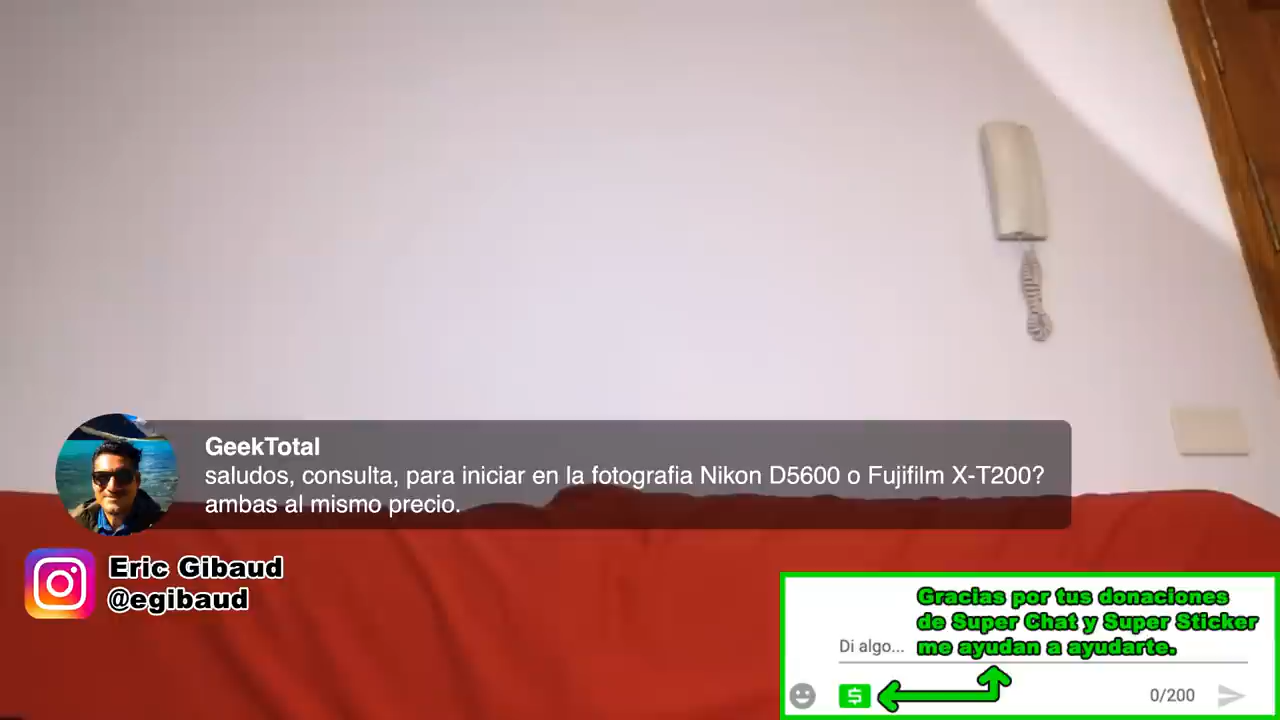 GeekTotal
saludos, consulta, para iniciar en la fotografia Nikon D5600 o Fujifilm X-T200?
ambas al mismo precio.
Eric Gibaud
@egibaud
Gracias por tus donaciones
de Super Chat y Super Sticker
Di algo... me ayudan a ayudarte.
$
0/200